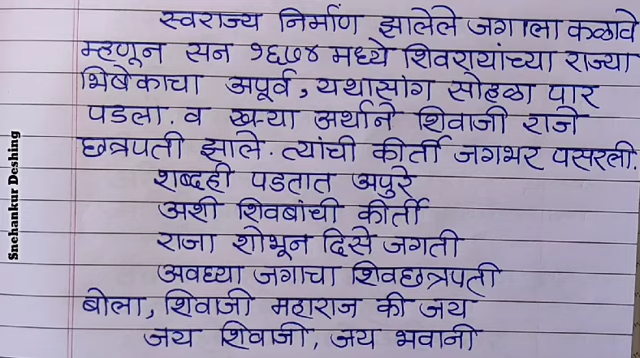 स्वराज्य निर्माण झालेले जगाला कळावे
म्हणून सन १६७४ मध्ये शिवरायांच्या राज्या
भिषेकाचा अपूर्व, यथासांग सोहळा पार
पडला. व खऱ्या अर्थाने शिवाजी राजे
छत्रपती झाले. त्यांची कीर्ती जगभर पसरली.
शब्दही पडतात अपुरे
अशी शिवबांची कीर्ती
राजा शोभून दिसे जगती
अवघ्या जगाचा शिवछत्रपती
बोला, शिवाजी महाराज की जय
जय शिवाजी, जय भवानी
Snehankur Deshing